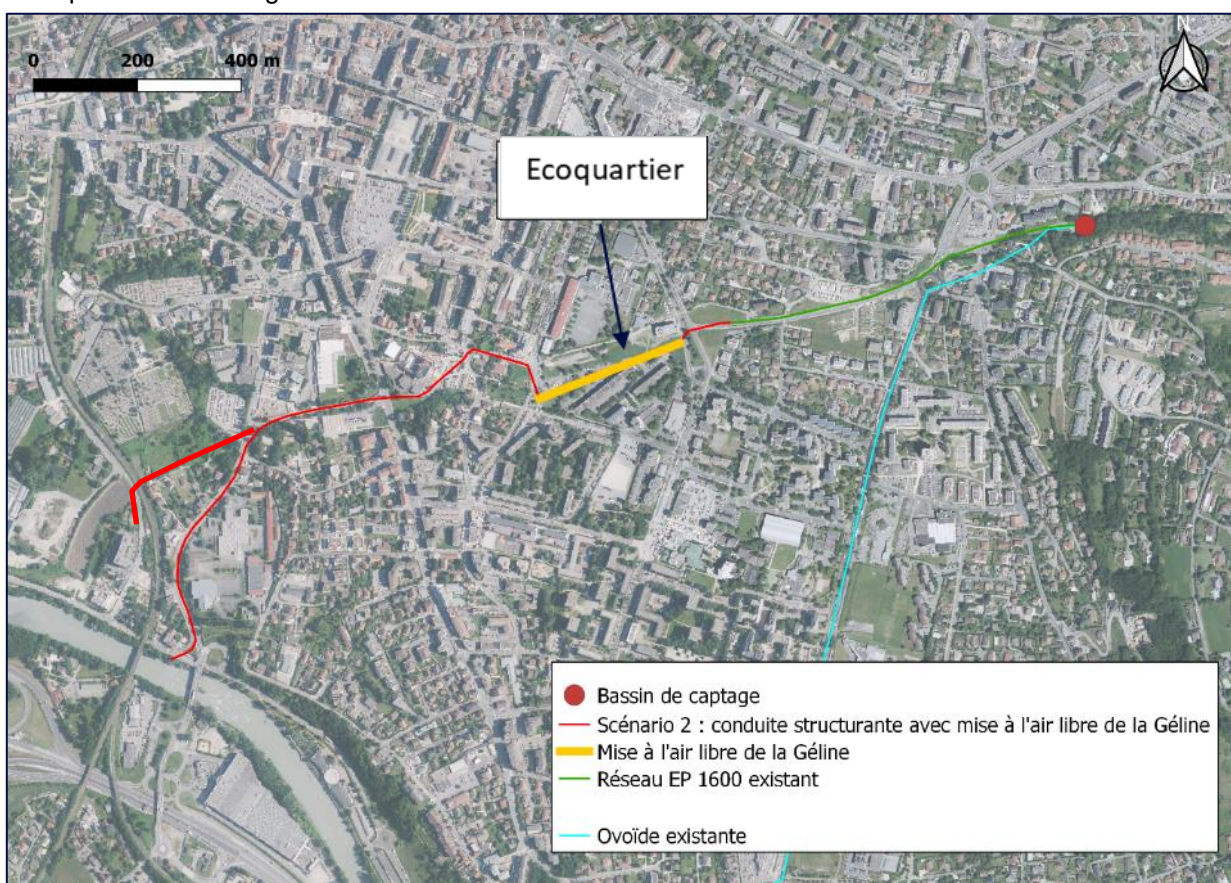 0 200 400 m
N
Ecoquartier
Bassin de captage
Scénario 2 : conduite structurante avec mise à l'air libre de la Géline
Mise à l'air libre de la Géline
Réseau EP 1600 existant
Ovoïde existante